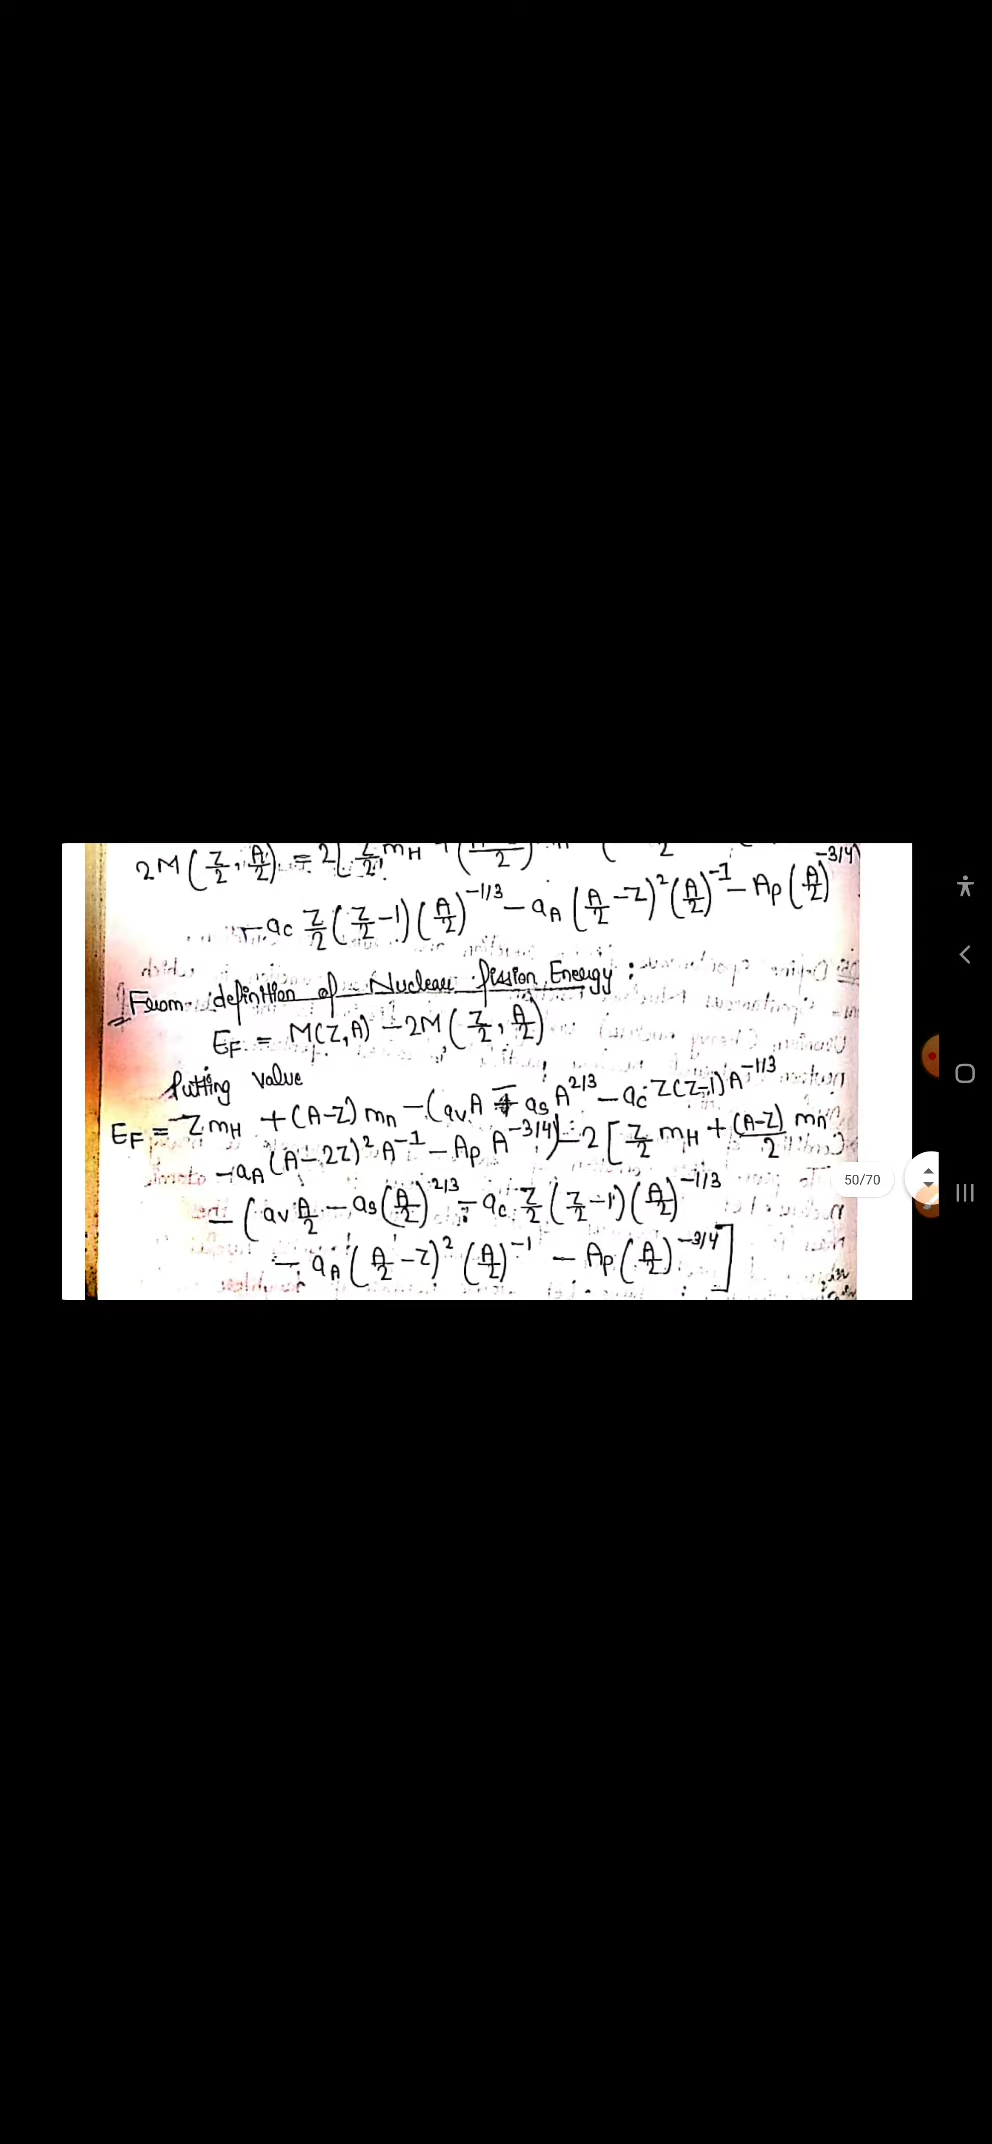 2M(Z/2, A/2) = 2[Z/2 mH + (
- ac Z/2 (Z/2 - 1)(A/2)^-1/3 - aA (A/2 - Z)^2 (A/2)^-1 - Ap (A/2)^-3/4
From definition of Nuclear fission Energy :
EF = M(Z, A) - 2M(Z/2, A/2)
Putting value
EF = Zmн + (A-Z) mn - (avA - as A^2/3 - ac Z(Z-1) A^-1/3
- aA (A-2Z)^2 A^-1 - Ap A^-3/4) - 2[Z/2 mH + (A-Z)/2 mn
- (av A/2 - as (A/2)^2/3 - ac Z/2 (Z/2 - 1)(A/2)^-1/3
- aA (A/2 - Z)^2 (A/2)^-1 - Ap (A/2)^-3/4]
50/70